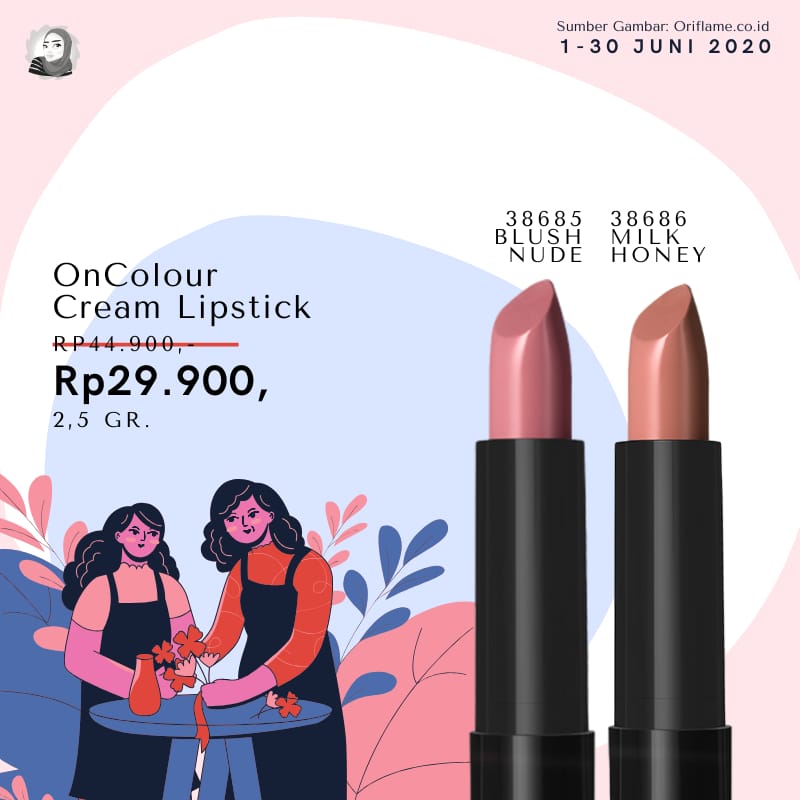 Sumber Gambar: Oriflame.co.id
1-30 JUNI 2020
38685
BLUSH
NUDE
38686
MILK
HONEY
OnColour
Cream Lipstick
RP44.900,-
Rp29.900,
2,5 GR.